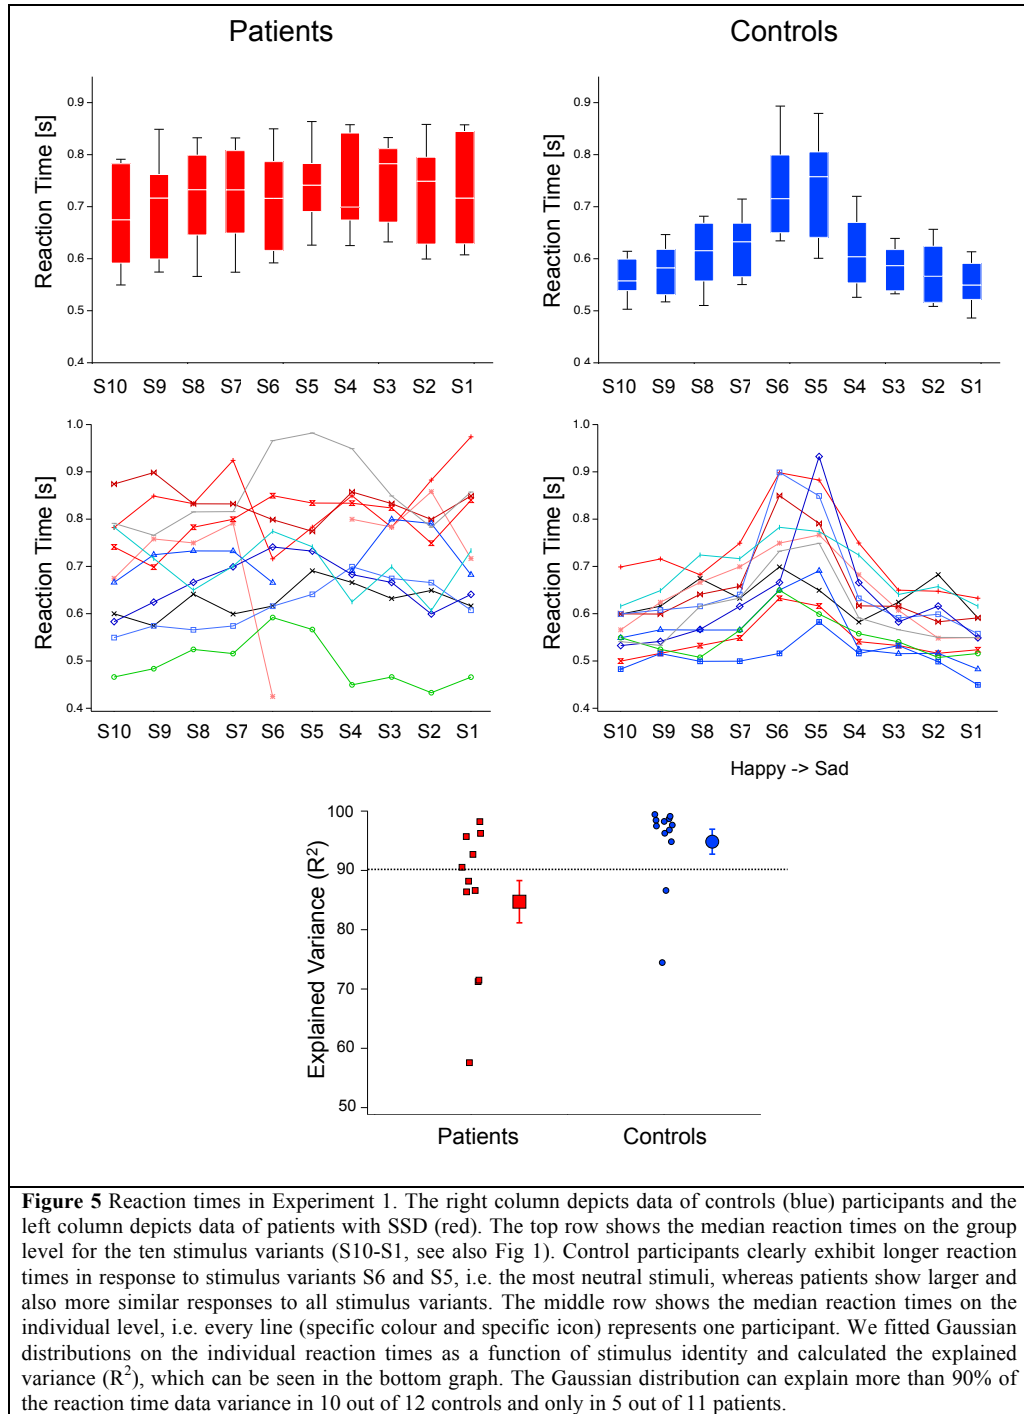 Patients
Controls
Reaction Time [s]
0.9
0.8
0.7
0.6
0.5
0.4
S10 S9 S8 S7 S6 S5 S4 S3 S2 S1
Reaction Time [s]
0.9
0.8
0.7
0.6
0.5
0.4
S10 S9 S8 S7 S6 S5 S4 S3 S2 S1
Reaction Time [s]
1.0
0.9
0.8
0.7
0.6
0.5
0.4
S10 S9 S8 S7 S6 S5 S4 S3 S2 S1
Reaction Time [s]
1.0
0.9
0.8
0.7
0.6
0.5
0.4
S10 S9 S8 S7 S6 S5 S4 S3 S2 S1
Happy -> Sad
Explained Variance (R²)
100
90
80
70
60
50
Patients
Controls
Figure 5 Reaction times in Experiment 1. The right column depicts data of controls (blue) participants and the
left column depicts data of patients with SSD (red). The top row shows the median reaction times on the group
level for the ten stimulus variants (S10-S1, see also Fig 1). Control participants clearly exhibit longer reaction
times in response to stimulus variants S6 and S5, i.e. the most neutral stimuli, whereas patients show larger and
also more similar responses to all stimulus variants. The middle row shows the median reaction times on the
individual level, i.e. every line (specific colour and specific icon) represents one participant. We fitted Gaussian
distributions on the individual reaction times as a function of stimulus identity and calculated the explained
variance (R²), which can be seen in the bottom graph. The Gaussian distribution can explain more than 90% of
the reaction time data variance in 10 out of 12 controls and only in 5 out of 11 patients.